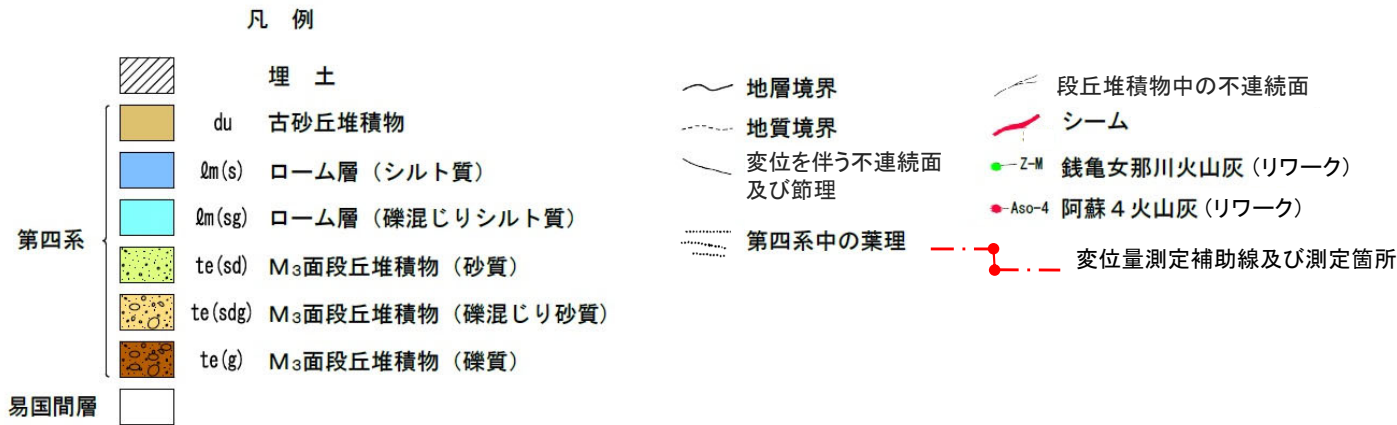 凡 例
埋 土
du 古砂丘堆積物
ℓm(s) ローム層（シルト質）
ℓm(sg) ローム層（礫混じりシルト質）
第四系
te(sd) M₃面段丘堆積物（砂質）
te(sdg) M₃面段丘堆積物（礫混じり砂質）
te(g) M₃面段丘堆積物（礫質）
易国間層
地層境界
地質境界
変位を伴う不連続面
及び節理
第四系中の葉理
段丘堆積物中の不連続面
シーム
Z-M 銭亀女那川火山灰（リワーク）
Aso-4 阿蘇４火山灰（リワーク）
変位量測定補助線及び測定箇所